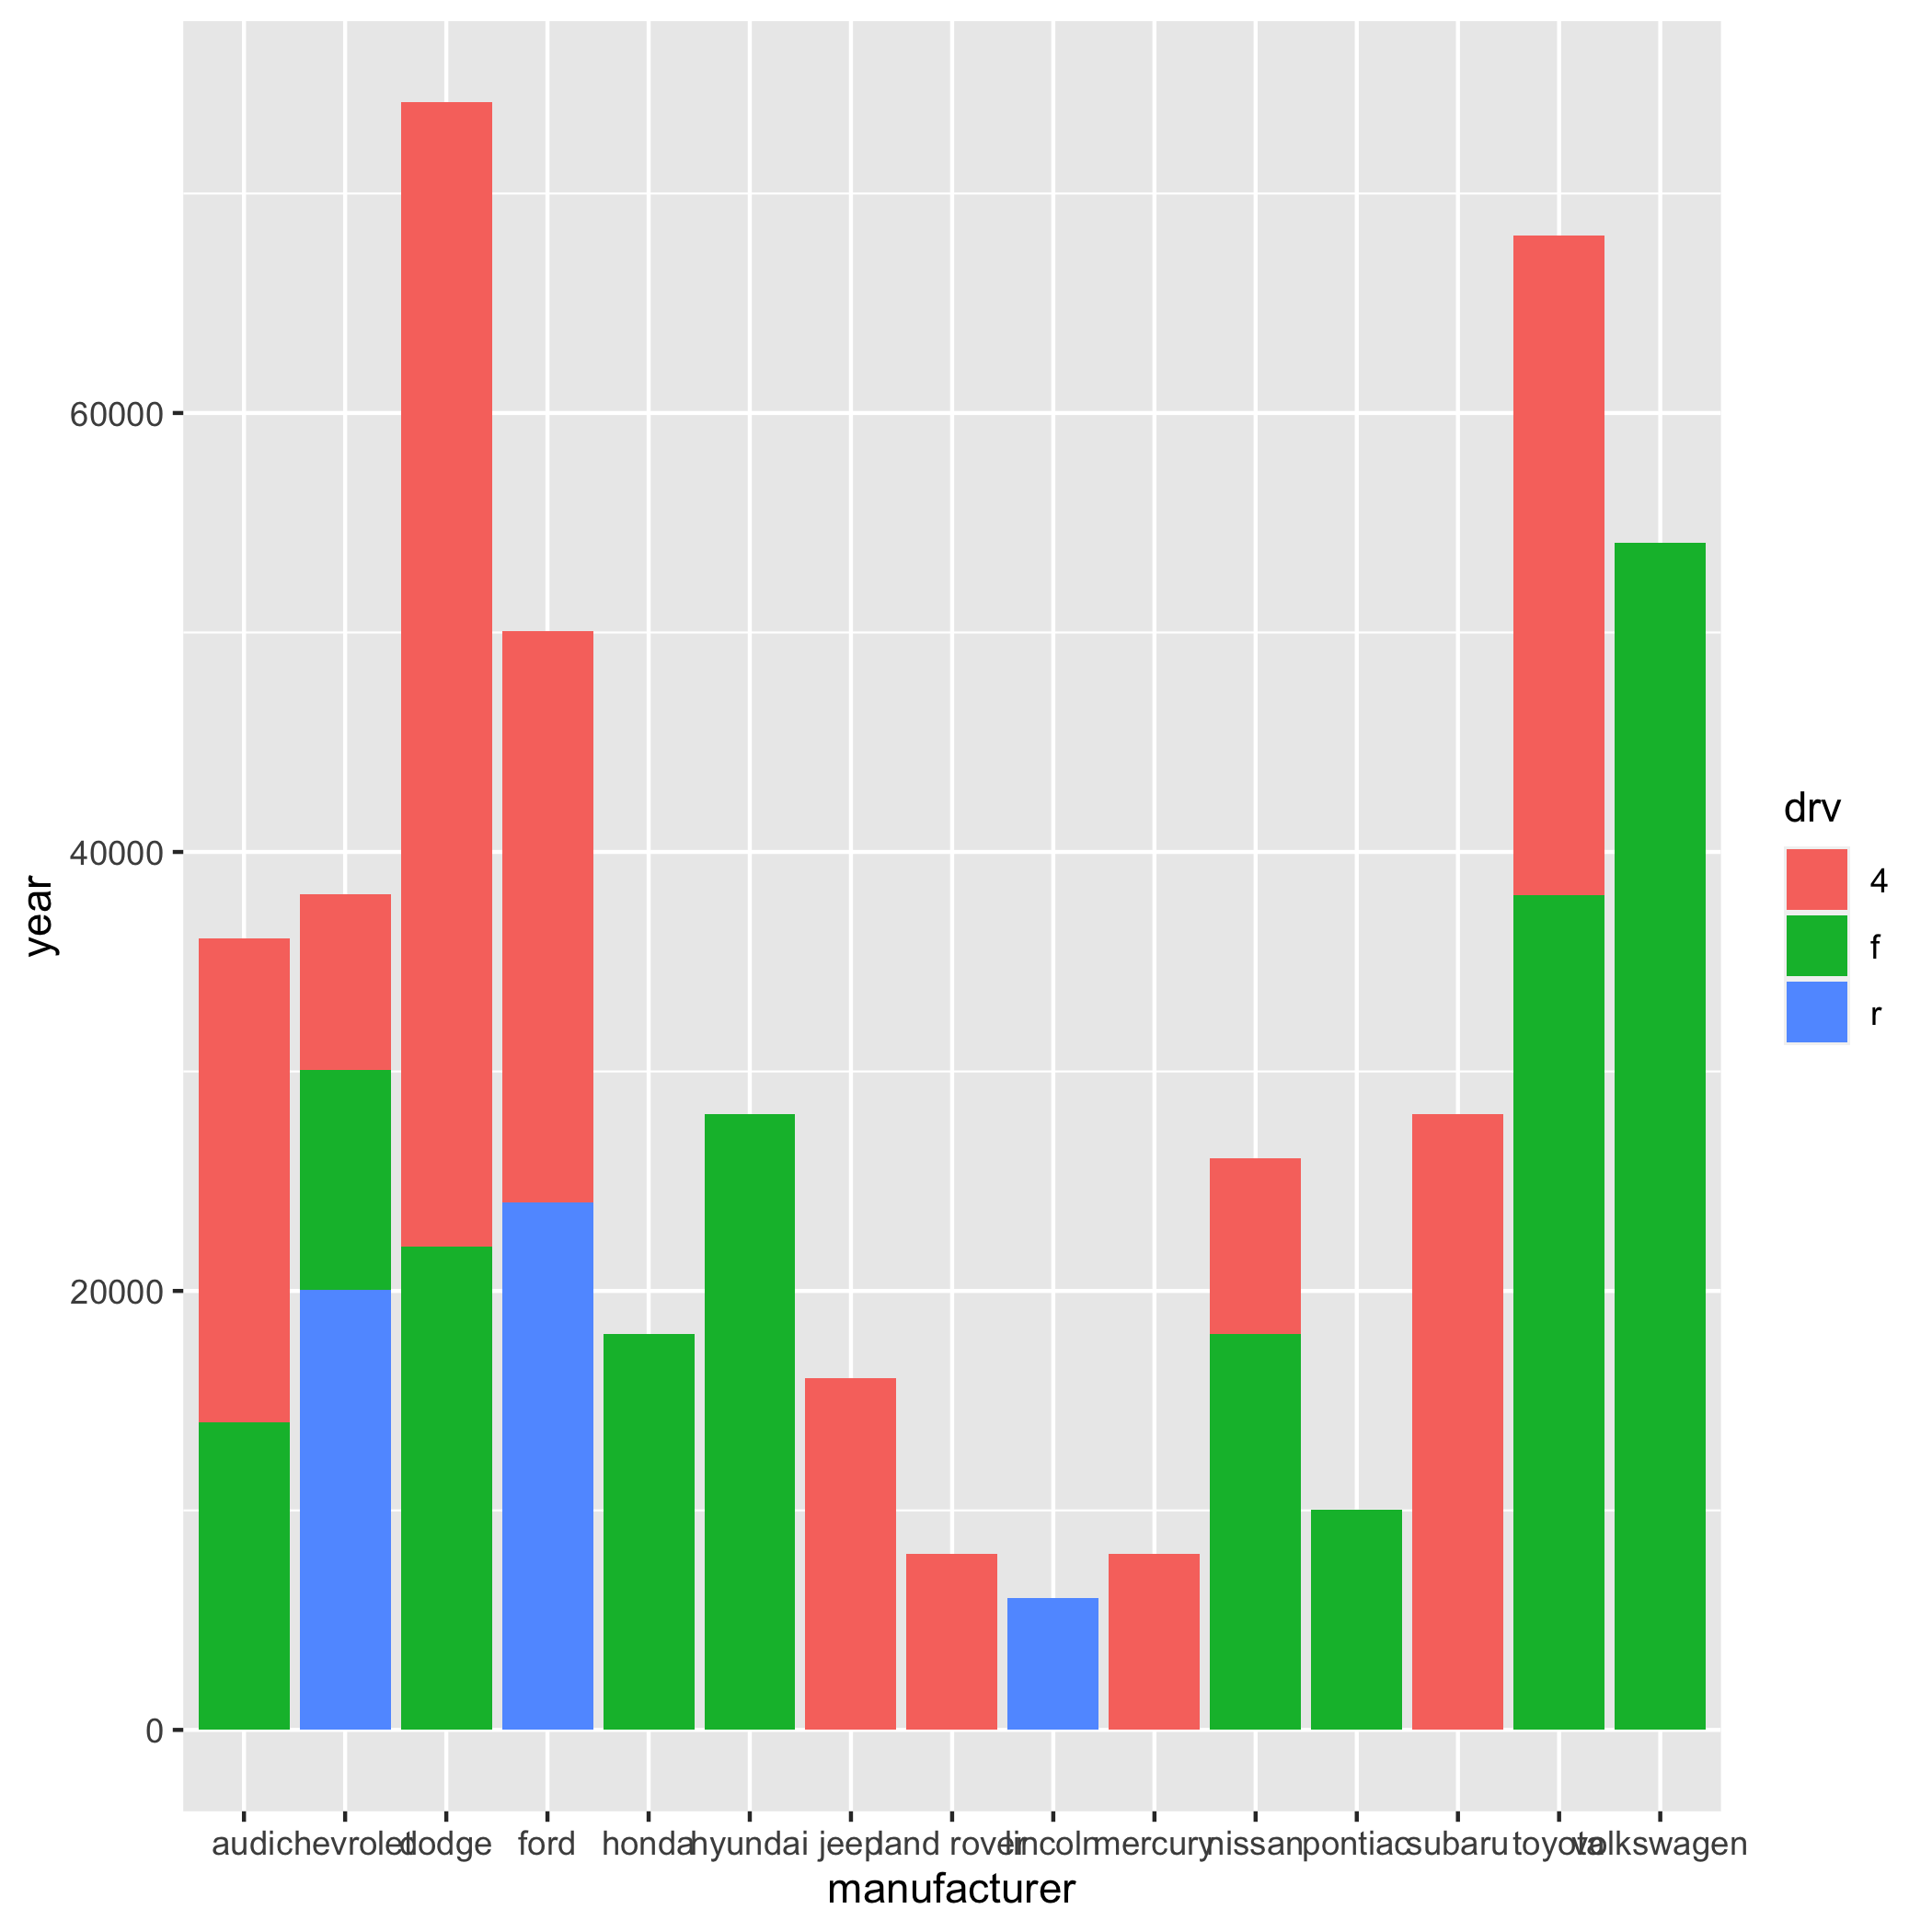 year
60000
40000
20000
0
audi chevrolet dodge ford honda hyundai jeep land rover lincoln mercury nissan pontiac subaru toyota volkswagen
manufacturer
drv
4
f
r